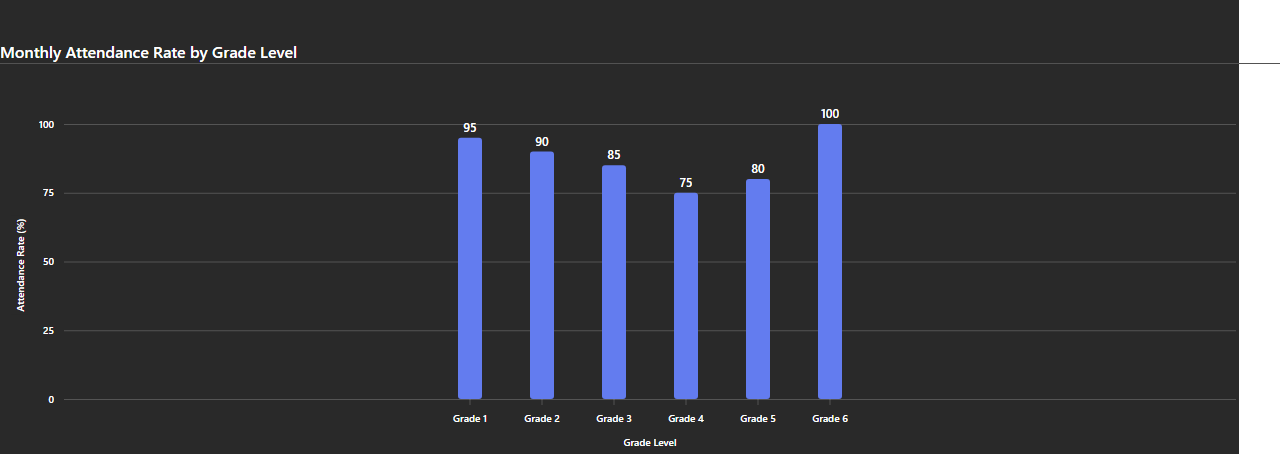 Monthly Attendance Rate by Grade Level
Attendance Rate (%)
100
75
50
25
0
95
90
85
75
80
100
Grade 1
Grade 2
Grade 3
Grade 4
Grade 5
Grade 6
Grade Level